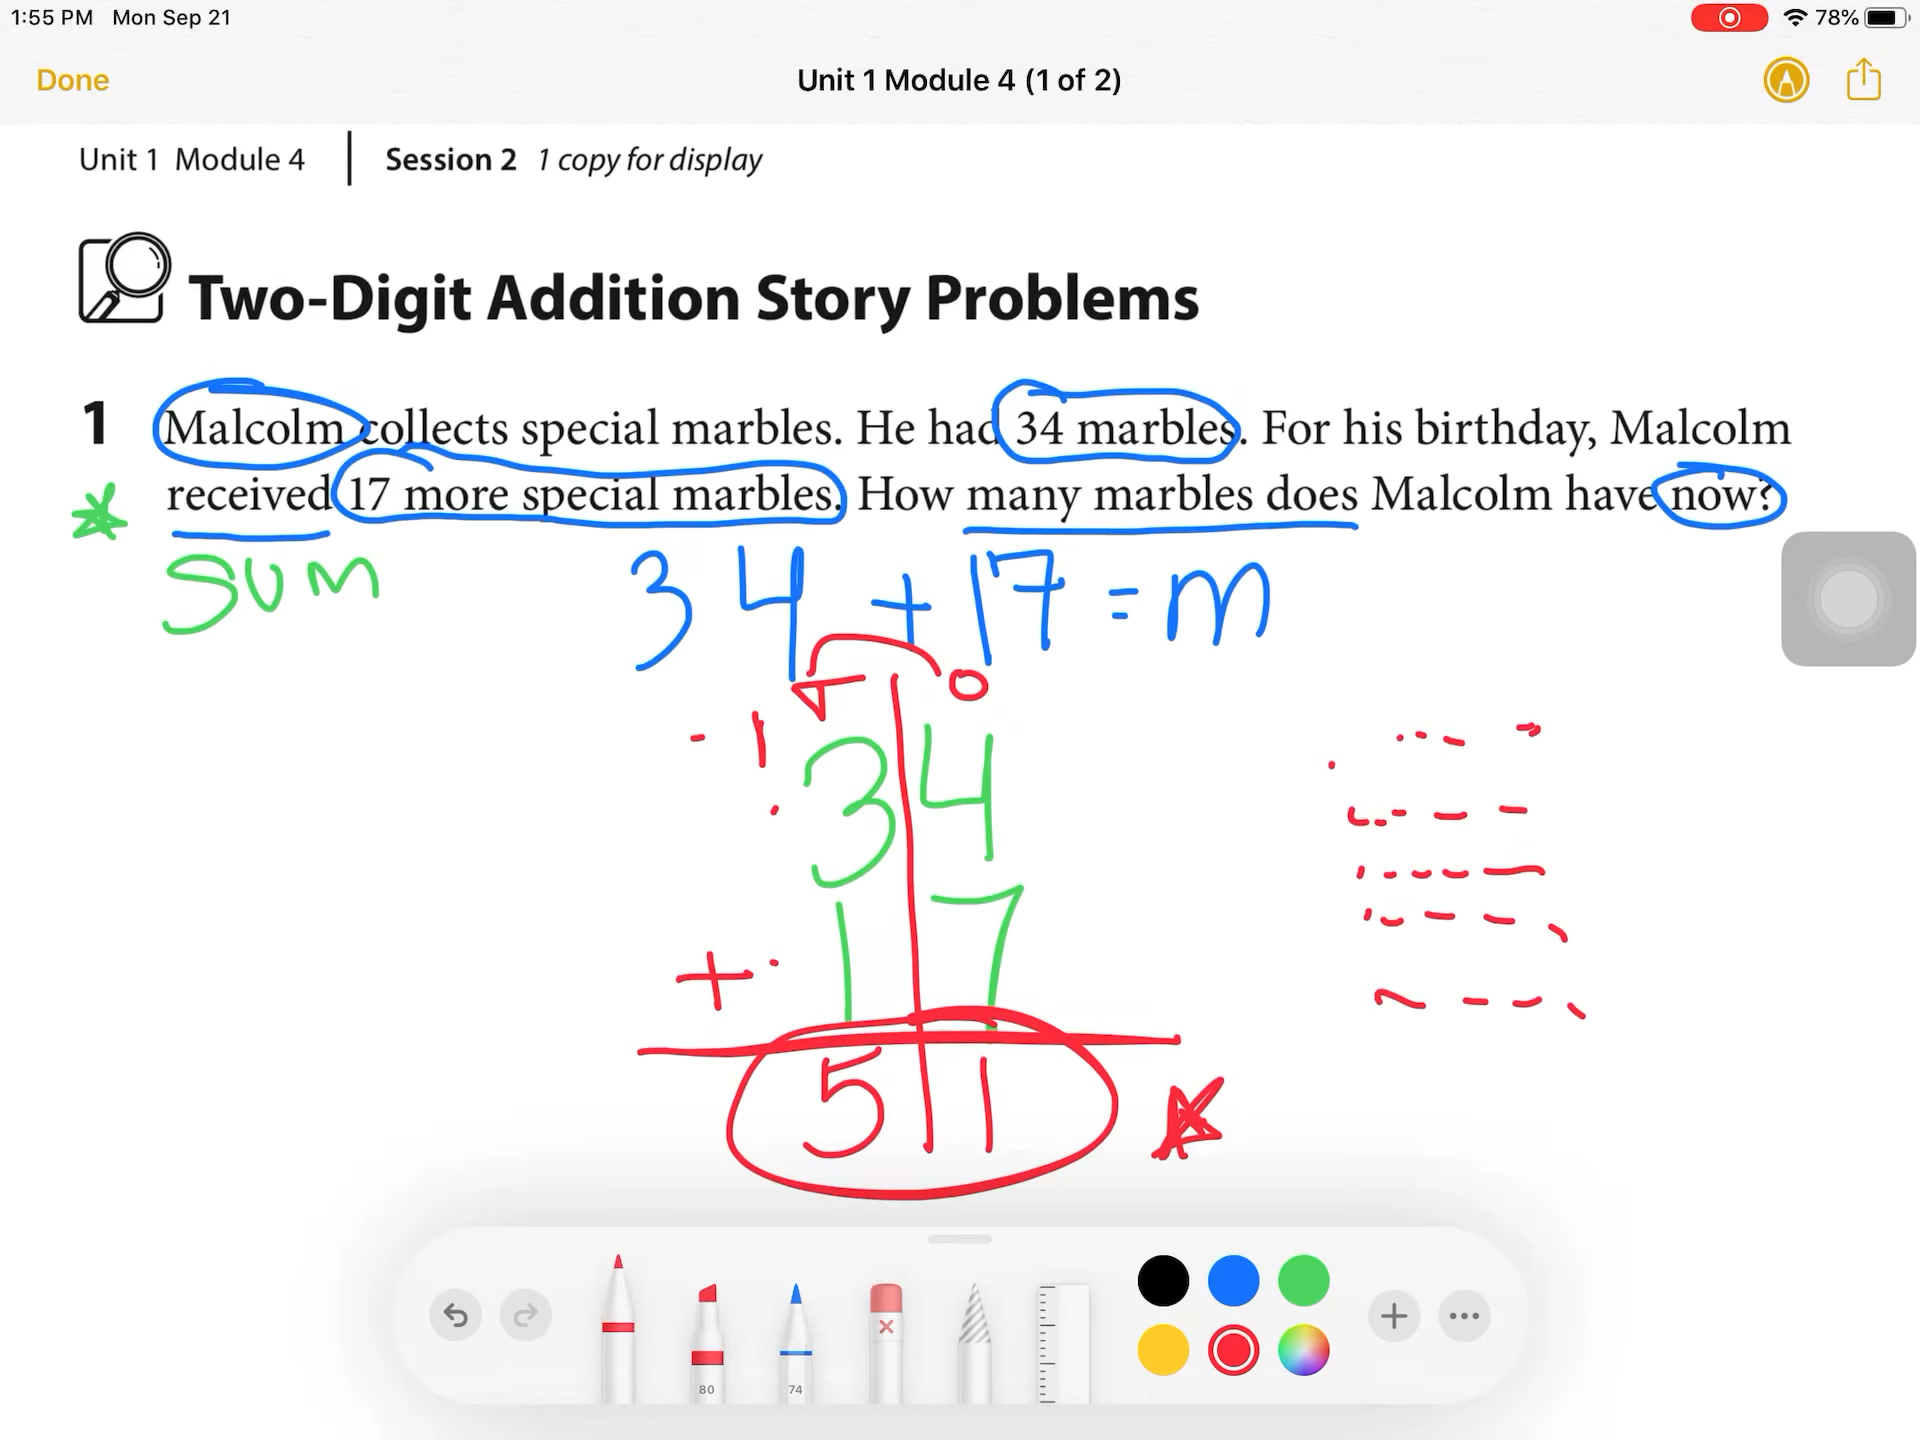 1:55 PM Mon Sep 21
78%
Done
Unit 1 Module 4 (1 of 2)
Unit 1 Module 4 | Session 2 1 copy for display
Two-Digit Addition Story Problems
1 Malcolm collects special marbles. He had 34 marbles. For his birthday, Malcolm
received 17 more special marbles. How many marbles does Malcolm have now?
SUM
34 + 17 = m
1
34
+ 17
51
80
74